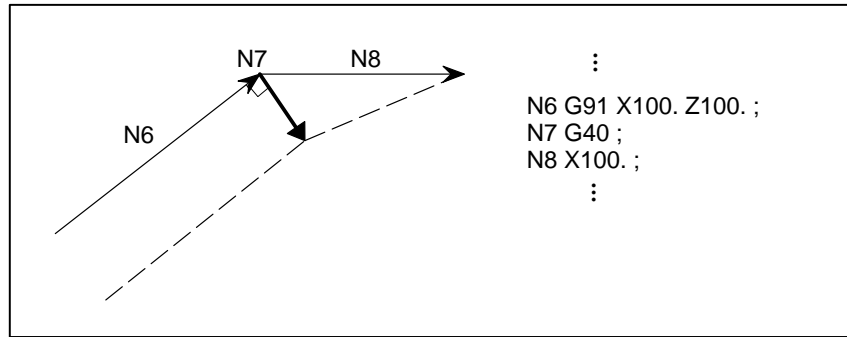 N7
N8
N6
⋮
N6 G91 X100. Z100. ;
N7 G40 ;
N8 X100. ;
⋮